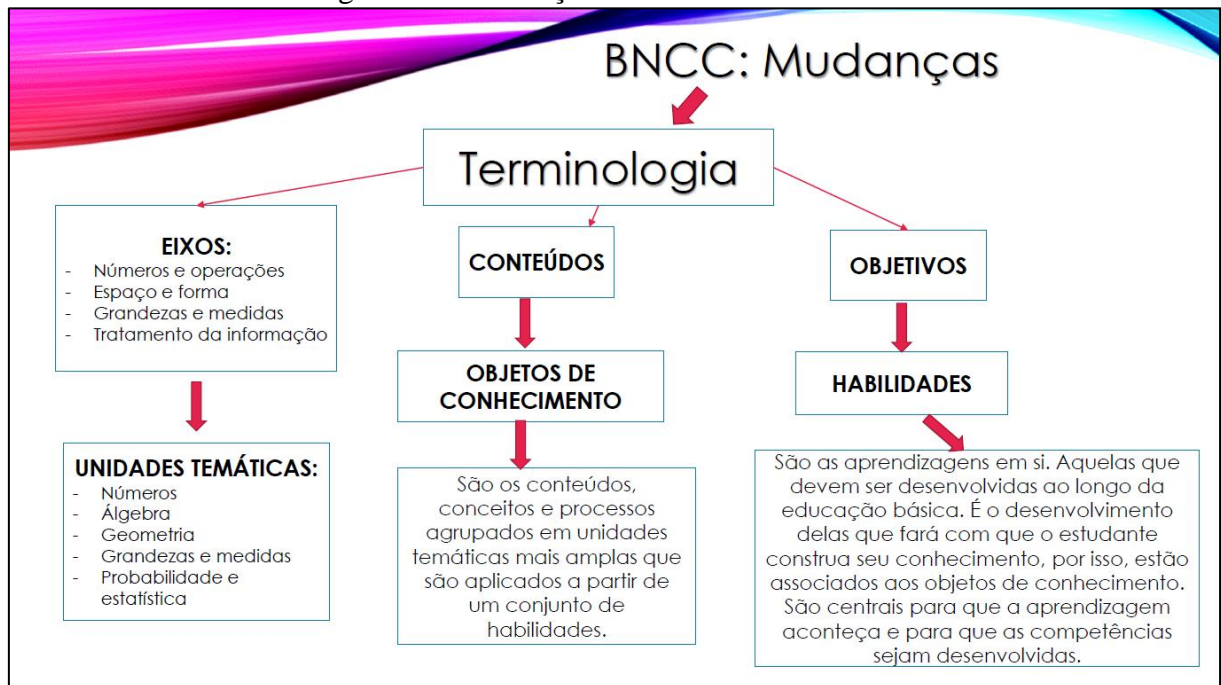 BNCC: Mudanças
Terminologia
EIXOS:
- Números e operações
- Espaço e forma
- Grandezas e medidas
- Tratamento da informação
UNIDADES TEMÁTICAS:
- Números
- Álgebra
- Geometria
- Grandezas e medidas
- Probabilidade e
estatística
CONTEÚDOS
OBJETOS DE
CONHECIMENTO
São os conteúdos,
conceitos e processos
agrupados em unidades
temáticas mais amplas que
são aplicados a partir de
um conjunto de
habilidades.
OBJETIVOS
HABILIDADES
São as aprendizagens em si. Aquelas que
devem ser desenvolvidas ao longo da
educação básica. É o desenvolvimento
delas que fará com que o estudante
construa seu conhecimento, por isso, estão
associados aos objetos de conhecimento.
São centrais para que a aprendizagem
aconteça e para que as competências
sejam desenvolvidas.